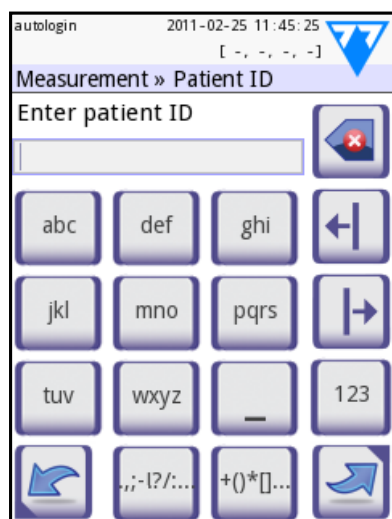 autologin 2011-02-25 11:45:25
[ -, -, -, -]
Measurement » Patient ID
Enter patient ID
abc def ghi
jkl mno pqrs
tuv wxyz _ 123
.,;-!?/:... +()*[]...